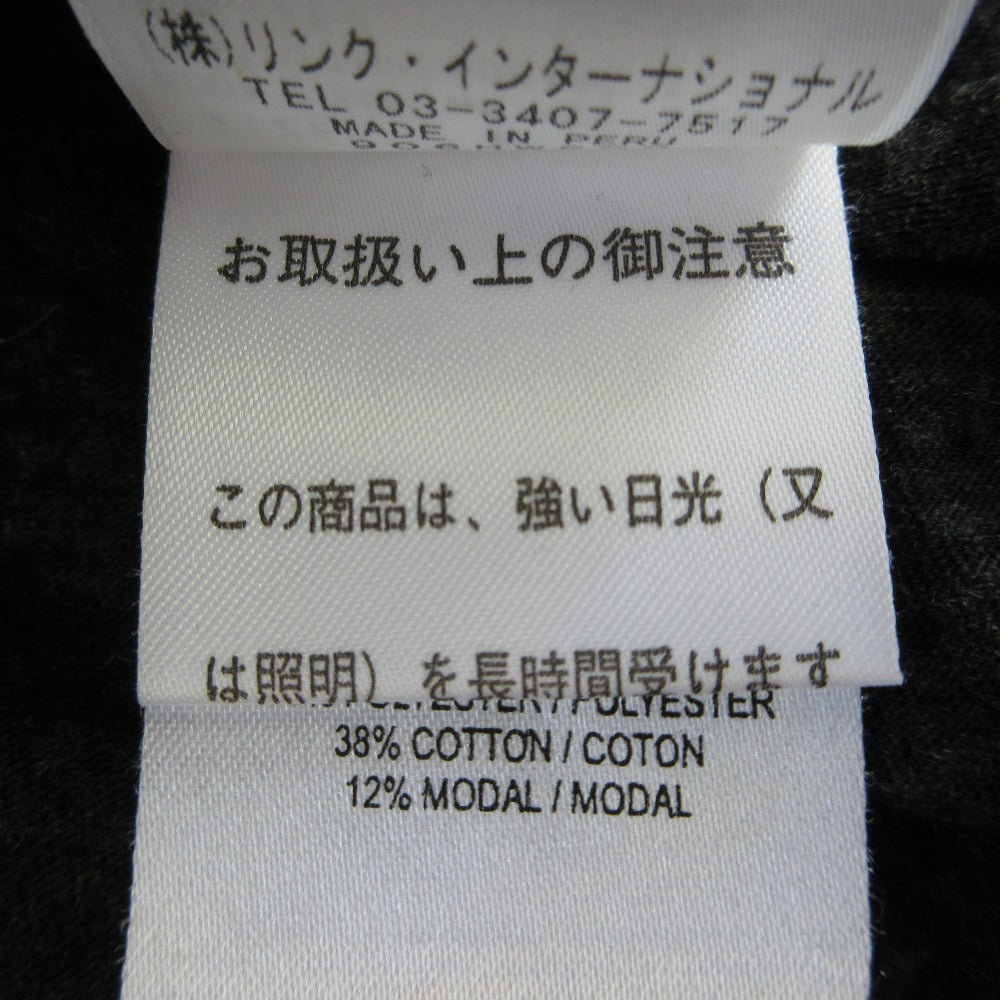 (株)リンク・インターナショナル
TEL 03-3407-7517
MADE IN PERU
お取扱い上の御注意
この商品は、強い日光（又
は照明）を長時間受けます
POLYESTER / POLYESTER
38% COTTON / COTON
12% MODAL / MODAL